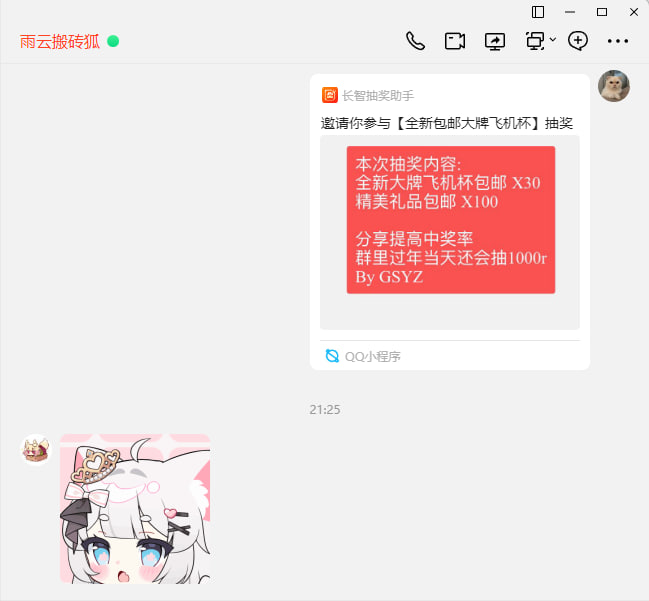 雨云搬砖狐
长智抽奖助手
邀请你参与【全新包邮大牌飞机杯】抽奖
本次抽奖内容:
全新大牌飞机杯包邮 X30
精美礼品包邮 X100
分享提高中奖率
群里过年当天还会抽1000r
By GSYZ
QQ小程序
21:25